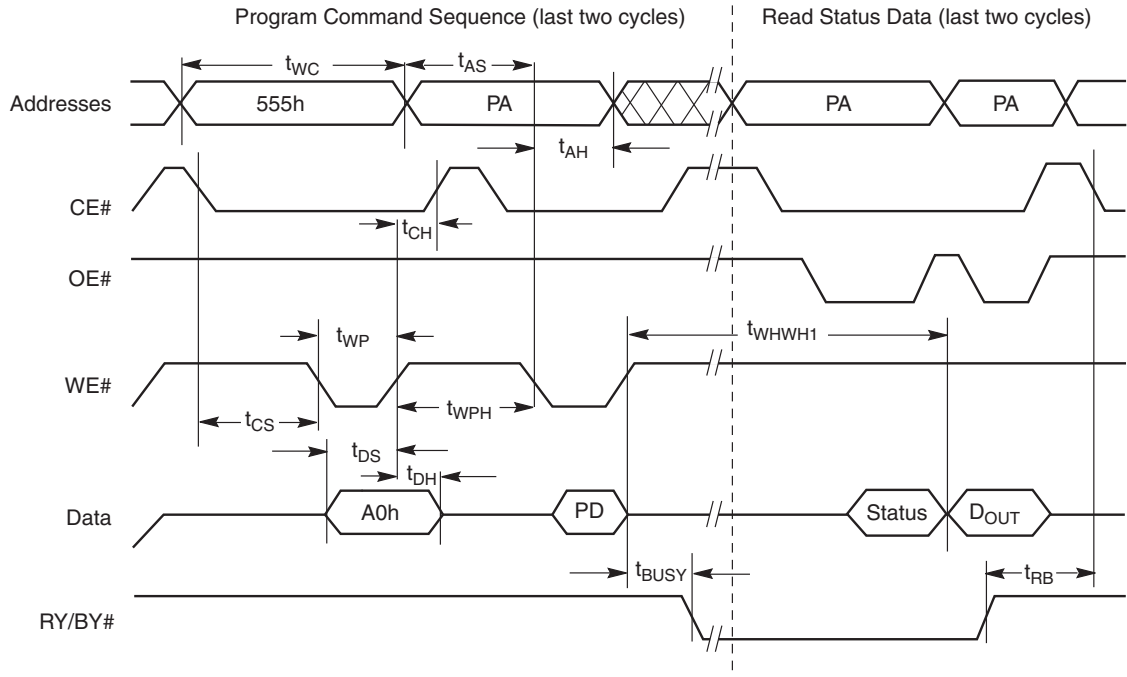 Program Command Sequence (last two cycles)
Read Status Data (last two cycles)
tWC
tAS
Addresses
555h
PA
PA
PA
tAH
CE#
tCH
OE#
tWP
tWHWH1
WE#
tCS
tWPH
tDS
tDH
Data
A0h
PD
Status
DOUT
tBUSY
tRB
RY/BY#